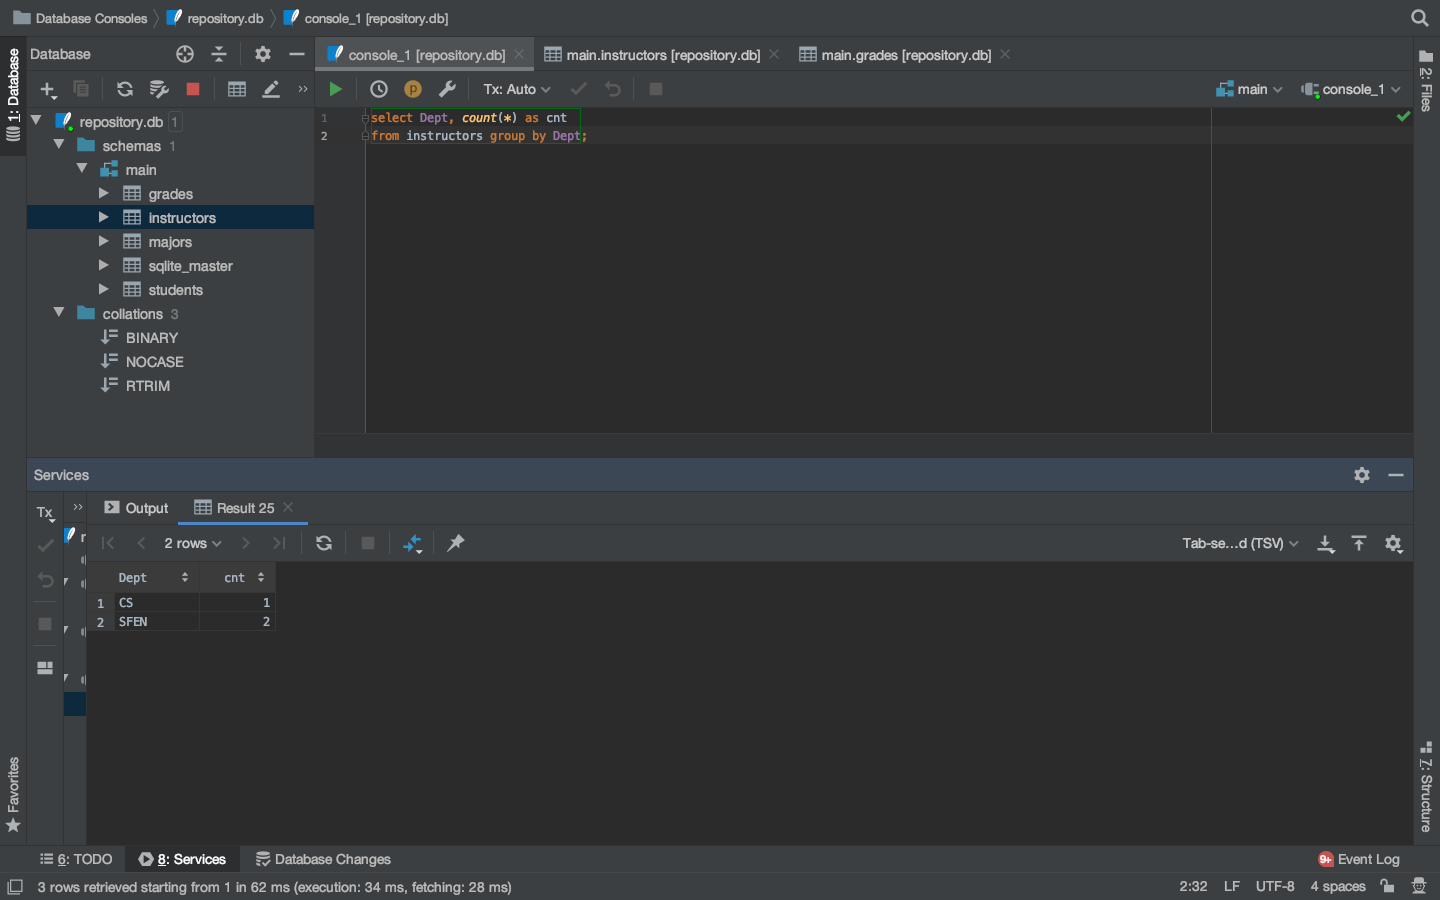 Database Consoles repository.db console_1 [repository.db]
1: Database
Database
console_1 [repository.db] main.instructors [repository.db] main.grades [repository.db]
2: Files
Tx: Auto main console_1
repository.db 1
schemas 1
main
grades
instructors
majors
sqlite_master
students
collations 3
BINARY
NOCASE
RTRIM
1 select Dept, count(*) as cnt
2 from instructors group by Dept;
Services
Tx
Output Result 25
2 rows Tab-se...d (TSV)
Dept cnt
1 CS 1
2 SFEN 2
Favorites
7: Structure
6: TODO 8: Services Database Changes 9+ Event Log
3 rows retrieved starting from 1 in 62 ms (execution: 34 ms, fetching: 28 ms) 2:32 LF UTF-8 4 spaces